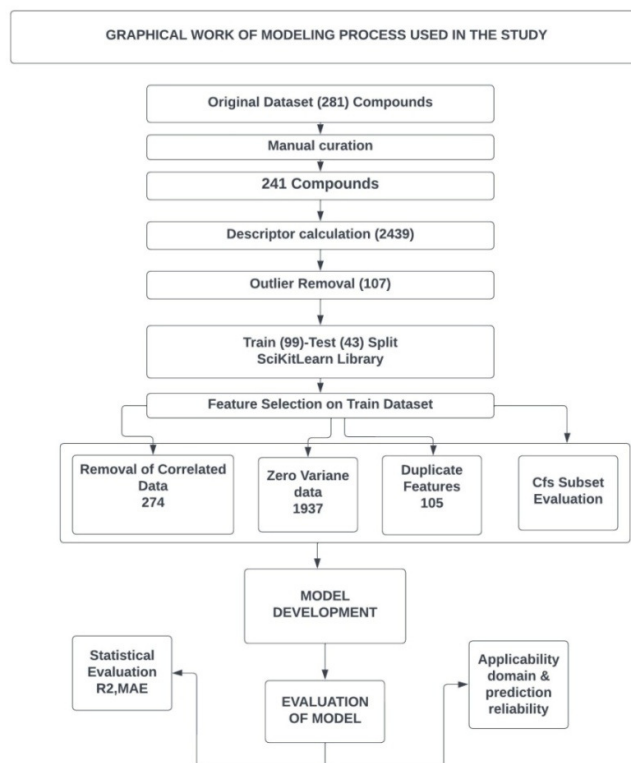 GRAPHICAL WORK OF MODELING PROCESS USED IN THE STUDY
Original Dataset (281) Compounds
Manual curation
241 Compounds
Descriptor calculation (2439)
Outlier Removal (107)
Train (99)-Test (43) Split
SciKitLearn Library
Feature Selection on Train Dataset
Removal of Correlated
Data
274
Zero Variane
data
1937
Duplicate
Features
105
Cfs Subset
Evaluation
MODEL
DEVELOPMENT
Statistical
Evaluation
R2,MAE
EVALUATION
OF MODEL
Applicability
domain &
prediction
reliability